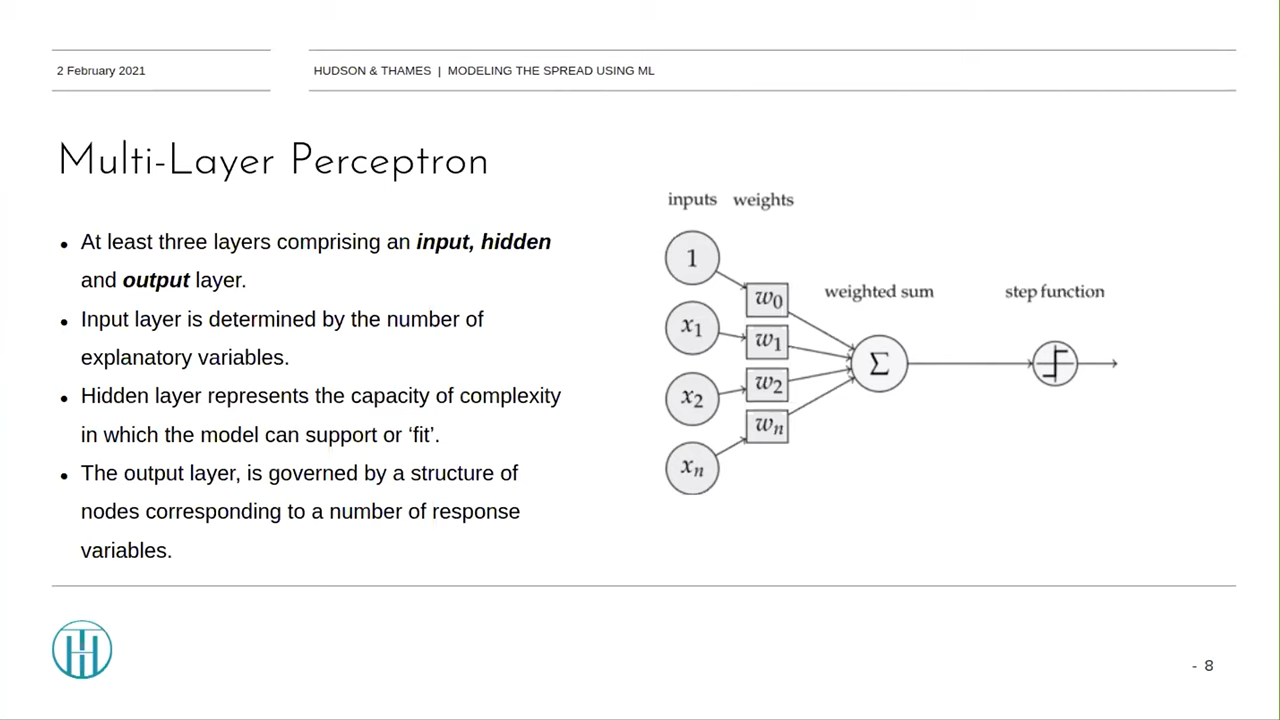 2 February 2021
HUDSON & THAMES | MODELING THE SPREAD USING ML
Multi-Layer Perceptron
• At least three layers comprising an input, hidden
and output layer.
• Input layer is determined by the number of
explanatory variables.
• Hidden layer represents the capacity of complexity
in which the model can support or ‘fit’.
• The output layer, is governed by a structure of
nodes corresponding to a number of response
variables.
inputs weights
1
w0
weighted sum
step function
x1
w1
Σ
x2
w2
wn
xn
- 8